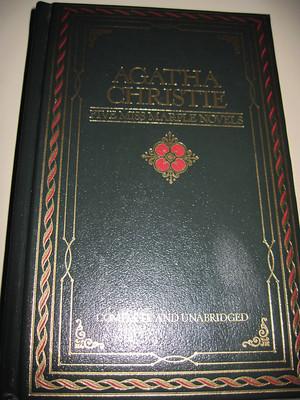 AGATHA
CHRISTIE
FIVE MISS MARPLE NOVELS
COMPLETE AND UNABRIDGED